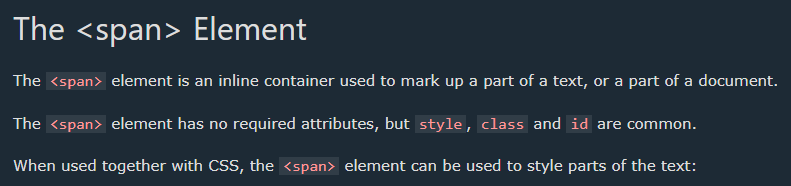 The <span> Element
The <span> element is an inline container used to mark up a part of a text, or a part of a document.
The <span> element has no required attributes, but style, class and id are common.
When used together with CSS, the <span> element can be used to style parts of the text: